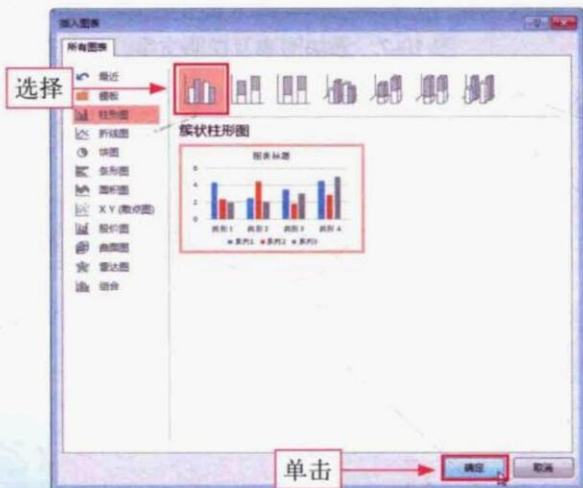 插入图表
所有图表
最近
模板
柱形图
折线图
饼图
条形图
面积图
X Y (散点图)
股价图
曲面图
雷达图
组合
选择
簇状柱形图
图表标题
6
4
2
0
类别 1
类别 2
类别 3
类别 4
系列1
系列2
系列3
单击
确定
取消